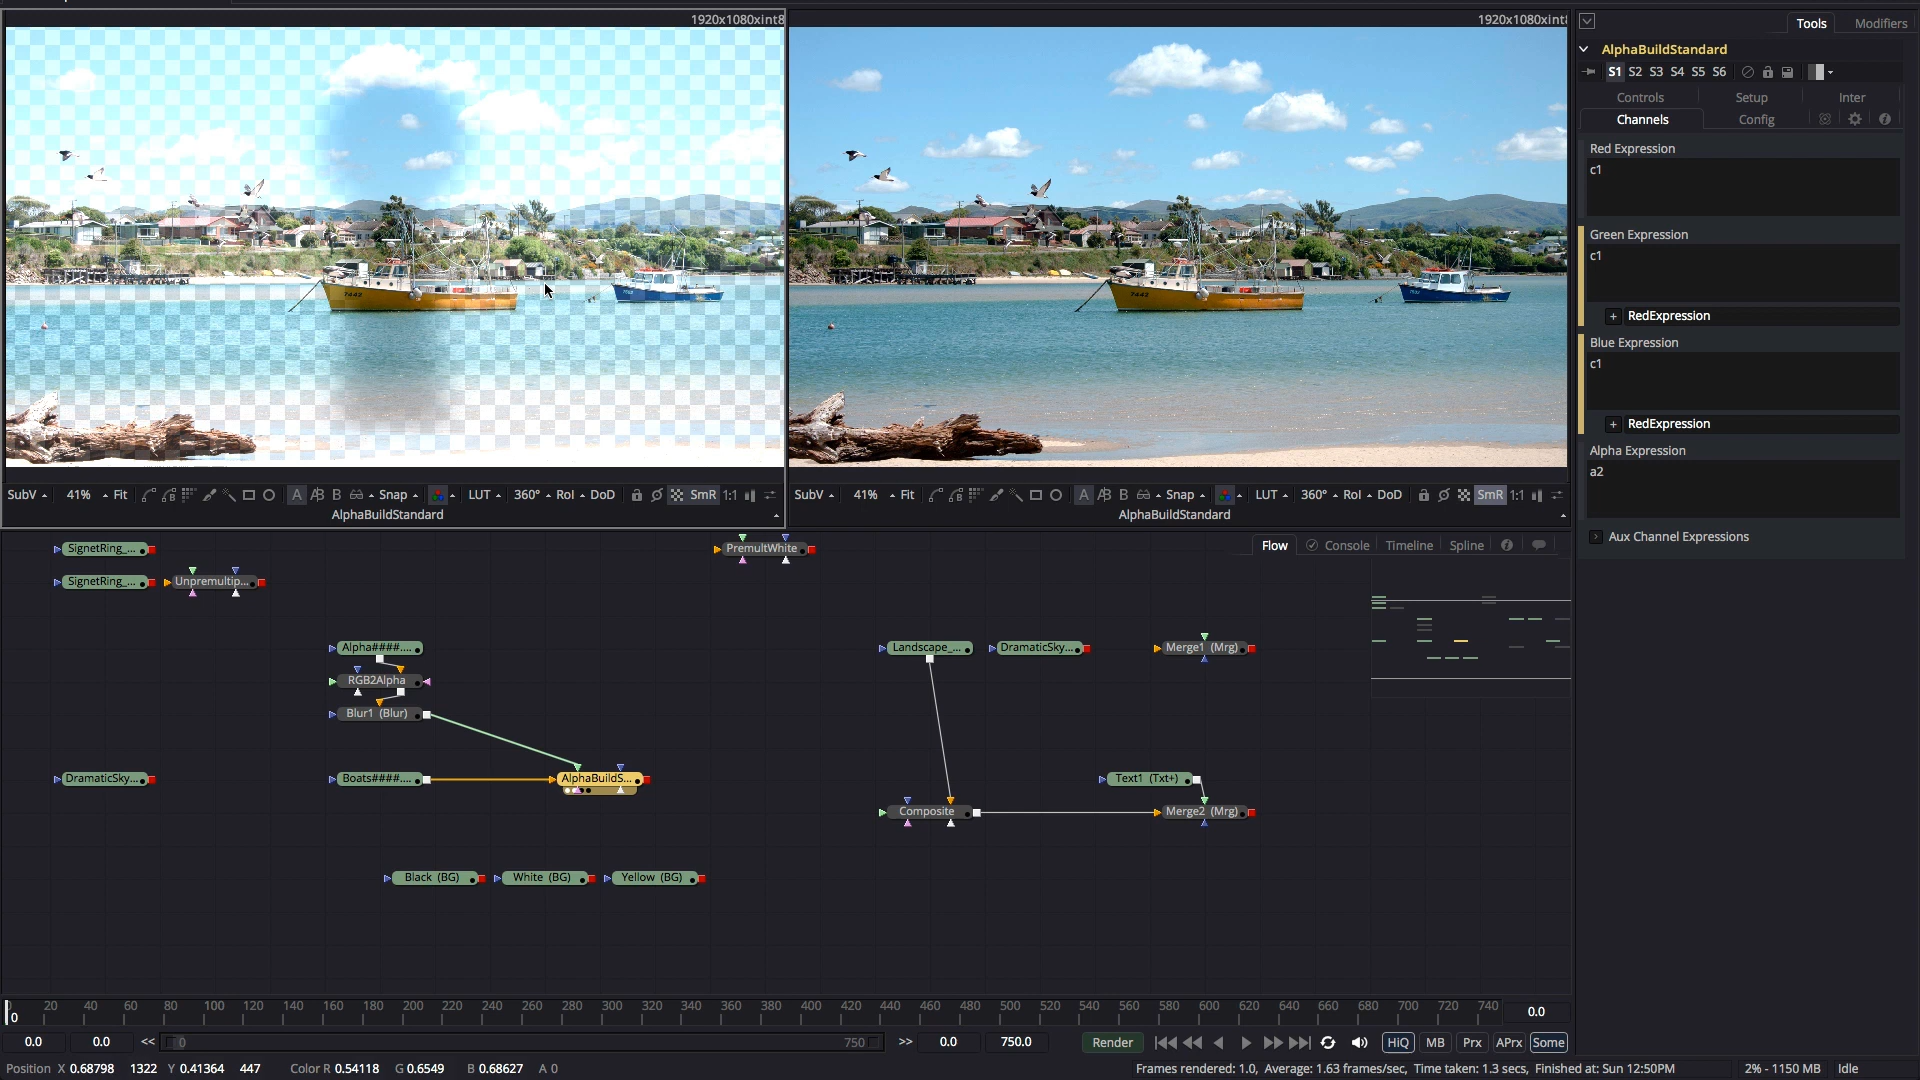 1920x1080xint8
1920x1080xint8
Tools
Modifiers
AlphaBuildStandard
S1 S2 S3 S4 S5 S6
Controls
Setup
Inter
Channels
Config
Red Expression
c1
Green Expression
c1
+ RedExpression
Blue Expression
c1
+ RedExpression
Alpha Expression
a2
Aux Channel Expressions
7442
7442
SubV 41% Fit A B Snap LUT 360° RoI DoD SmR 1:1
AlphaBuildStandard
SubV 41% Fit A B Snap LUT 360° RoI DoD SmR 1:1
AlphaBuildStandard
Flow
Console
Timeline
Spline
SignetRing_...
PremultWhite
SignetRing_...
Unpremultip...
Alpha####....
Landscape_...
DramaticSky...
Merge1 (Mrg)
RGB2Alpha
Blur1 (Blur)
DramaticSky...
Boats####....
AlphaBuildS...
Text1 (Txt+)
Composite
Merge2 (Mrg)
Black (BG)
White (BG)
Yellow (BG)
0 20 40 60 80 100 120 140 160 180 200 220 240 260 280 300 320 340 360 380 400 420 440 460 480 500 520 540 560 580 600 620 640 660 680 700 720 740
0
0.0
0.0 0.0 << 0 750 >> 0.0 750.0
Render
HiQ MB Prx APrx Some
Position X 0.68798 1322 Y 0.41364 447 Color R 0.54118 G 0.6549 B 0.68627 A 0
Frames rendered: 1.0, Average: 1.63 frames/sec, Time taken: 1.3 secs, Finished at: Sun 12:50PM
2% - 1150 MB
Idle